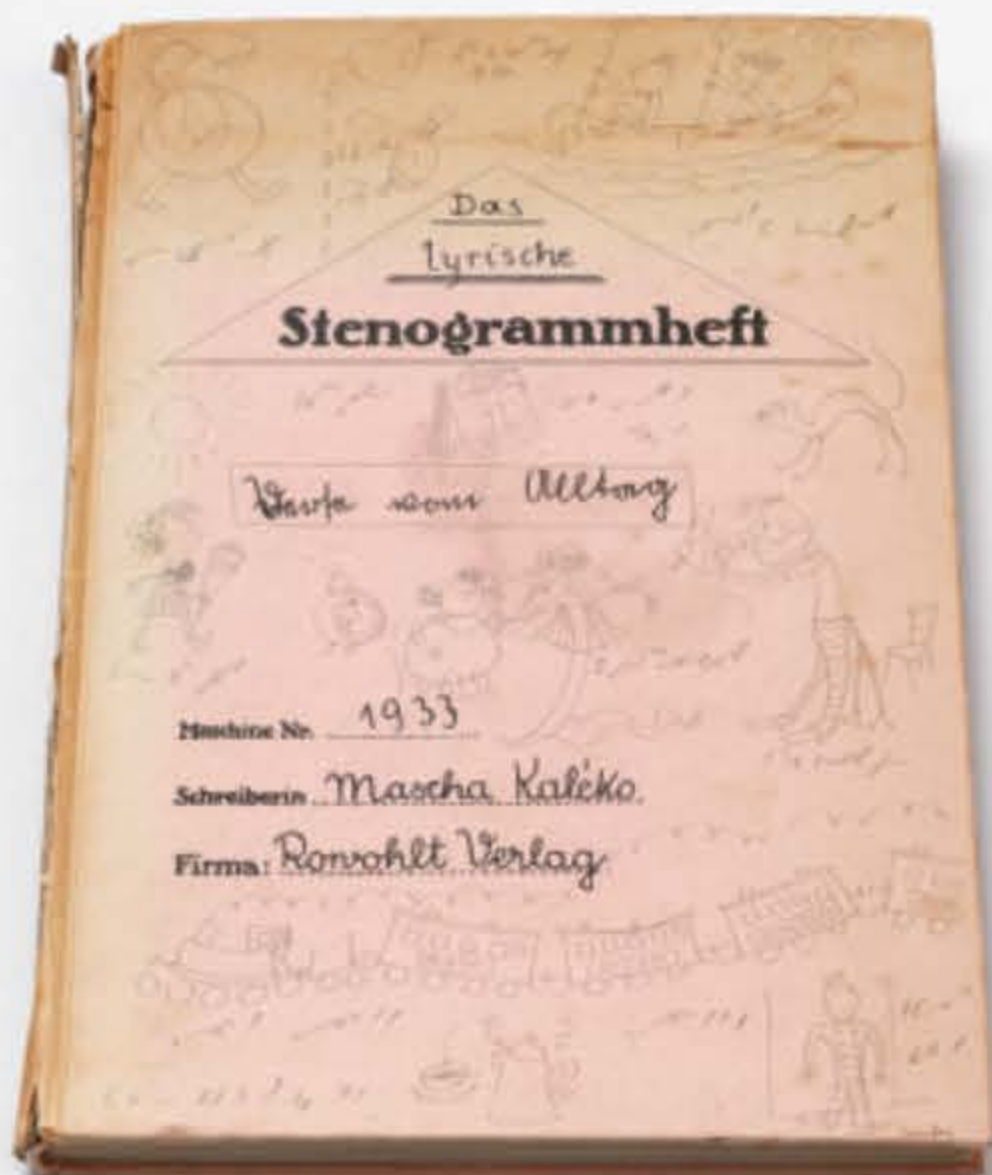 Das
lyrische
Stenogrammheft
Verse vom Alltag
Maschine Nr. 1933
Schreiberin Mascha Kaléko.
Firma: Rowohlt Verlag